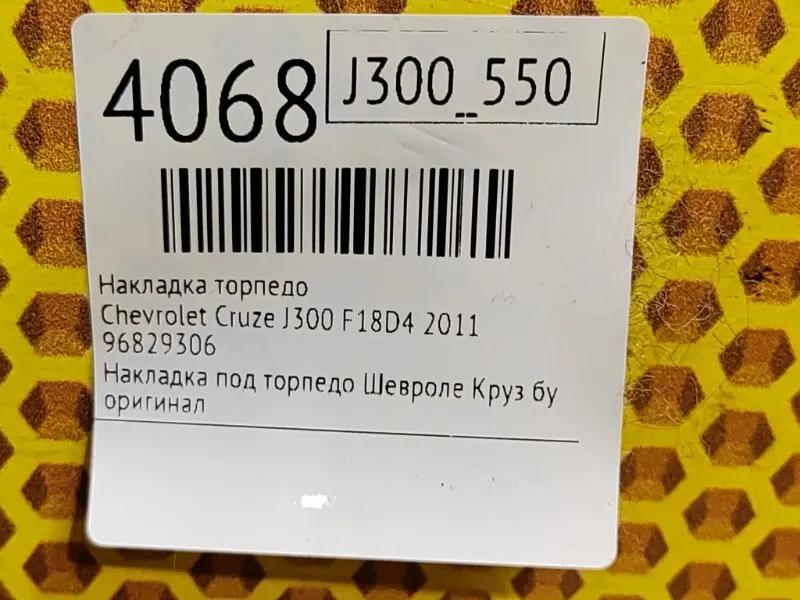 4068
J300_550
Накладка торпедо
Chevrolet Cruze J300 F18D4 2011
96829306
Накладка под торпедо Шевроле Круз бу
оригинал